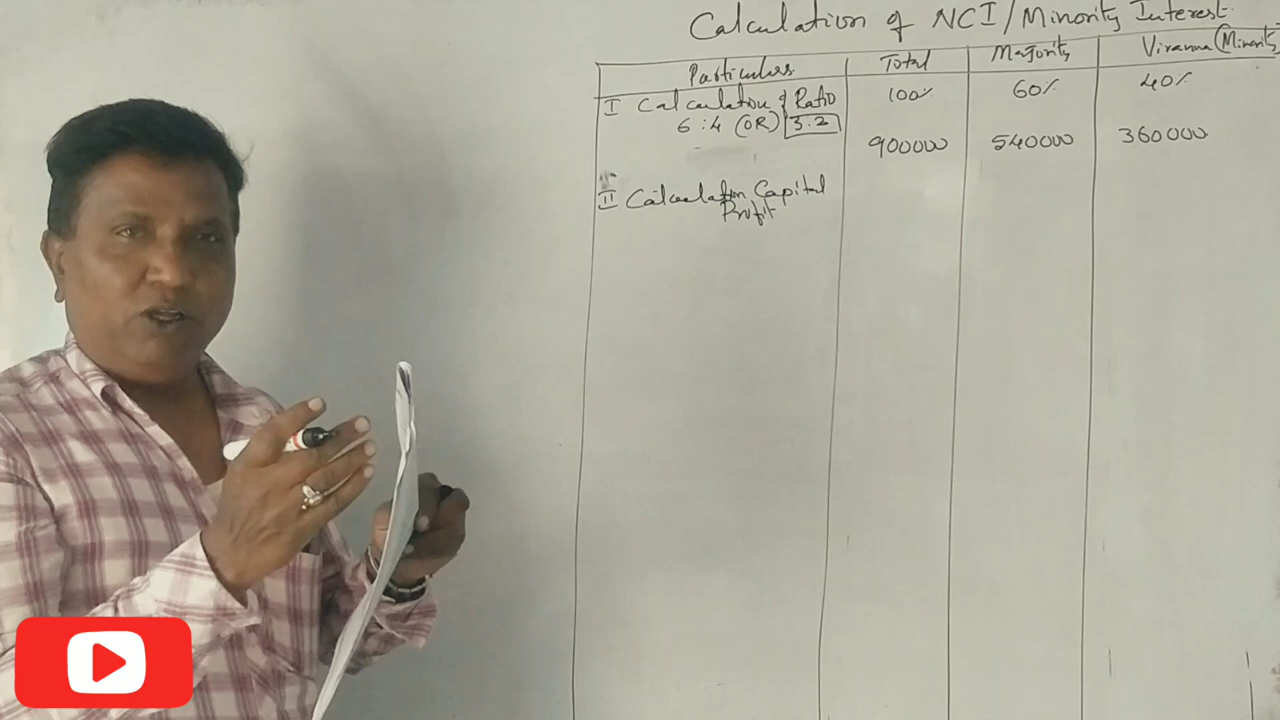 Calculation of NCI/Minority Interest.
Particulars Total Majority Viranna (Minority
I Calculation of Ratio 100% 60% 40%
6:4 (OR) 3.2
900000 540000 360000
II Calculation Capital
Profit